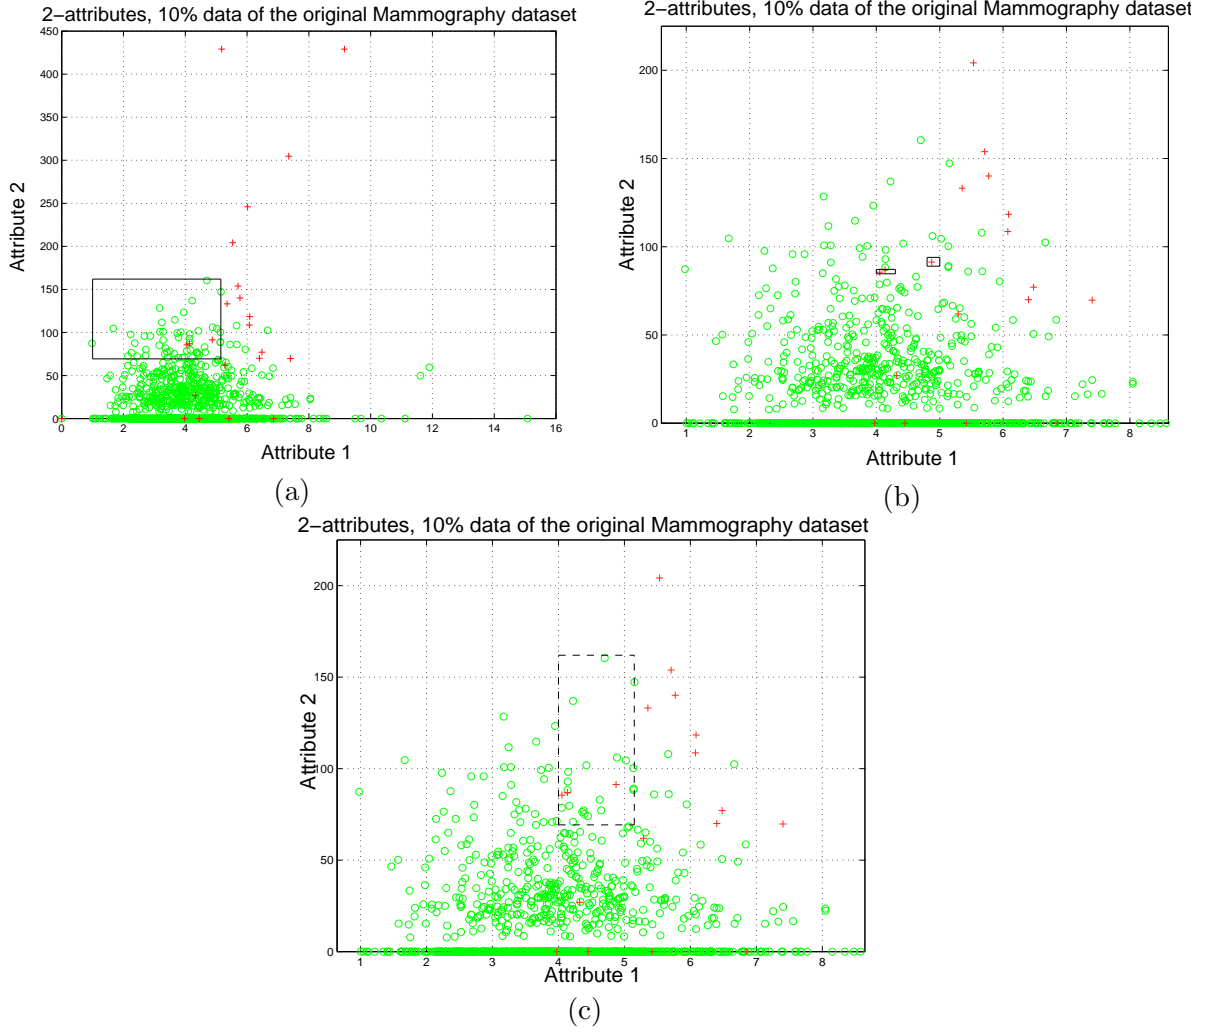 2−attributes, 10% data of the original Mammography dataset
450
400
350
300
250
200
150
100
50
0
0 2 4 6 8 10 12 14 16
Attribute 2
Attribute 1
(a)
2−attributes, 10% data of the original Mammography dataset
200
150
100
50
0
1 2 3 4 5 6 7 8
Attribute 2
Attribute 1
(b)
2−attributes, 10% data of the original Mammography dataset
200
150
100
50
0
1 2 3 4 5 6 7 8
Attribute 2
Attribute 1
(c)